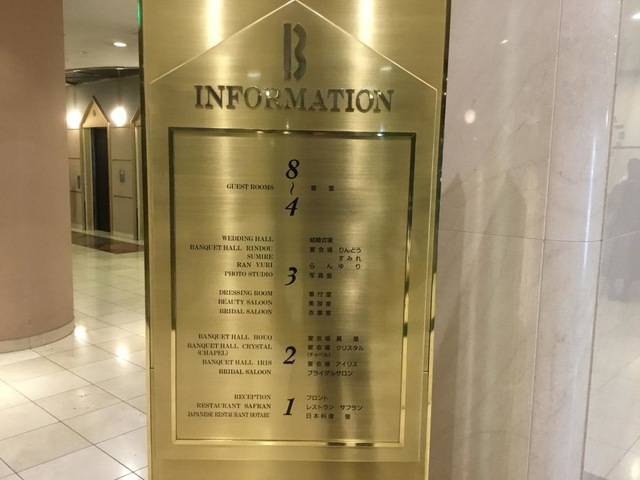 B
INFORMATION
8
GUEST ROOMS ～ 客室
4
WEDDING HALL 結婚式場
BANQUET HALL RINDOU 宴会場 りんどう
SUMIRE すみれ
RAN YURI らん ゆり
PHOTO STUDIO 3 写真室
DRESSING ROOM 着付室
BEAUTY SALOON 美容室
BRIDAL SALOON 衣裳室
BANQUET HALL HOUO 宴会場 鳳凰
BANQUET HALL CRYSTAL 宴会場 クリスタル
(CHAPEL) 2 (チャペル)
BANQUET HALL IRIS 宴会場 アイリス
BRIDAL SALOON ブライダルサロン
RECEPTION フロント
RESTAURANT SAFRAN 1 レストラン サフラン
JAPANESE RESTAURANT HOTARU 日本料理 螢